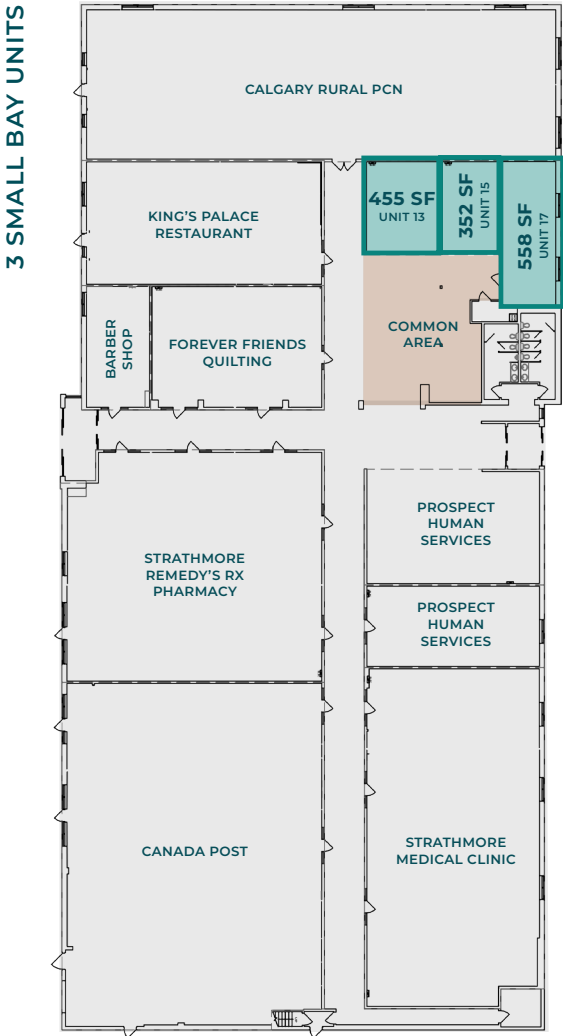 3 SMALL BAY UNITS
CALGARY RURAL PCN
455 SF
UNIT 13
352 SF
UNIT 15
558 SF
UNIT 17
KING'S PALACE
RESTAURANT
BARBER
SHOP
FOREVER FRIENDS
QUILTING
COMMON
AREA
STRATHMORE
REMEDY'S RX
PHARMACY
PROSPECT
HUMAN
SERVICES
PROSPECT
HUMAN
SERVICES
CANADA POST
STRATHMORE
MEDICAL CLINIC